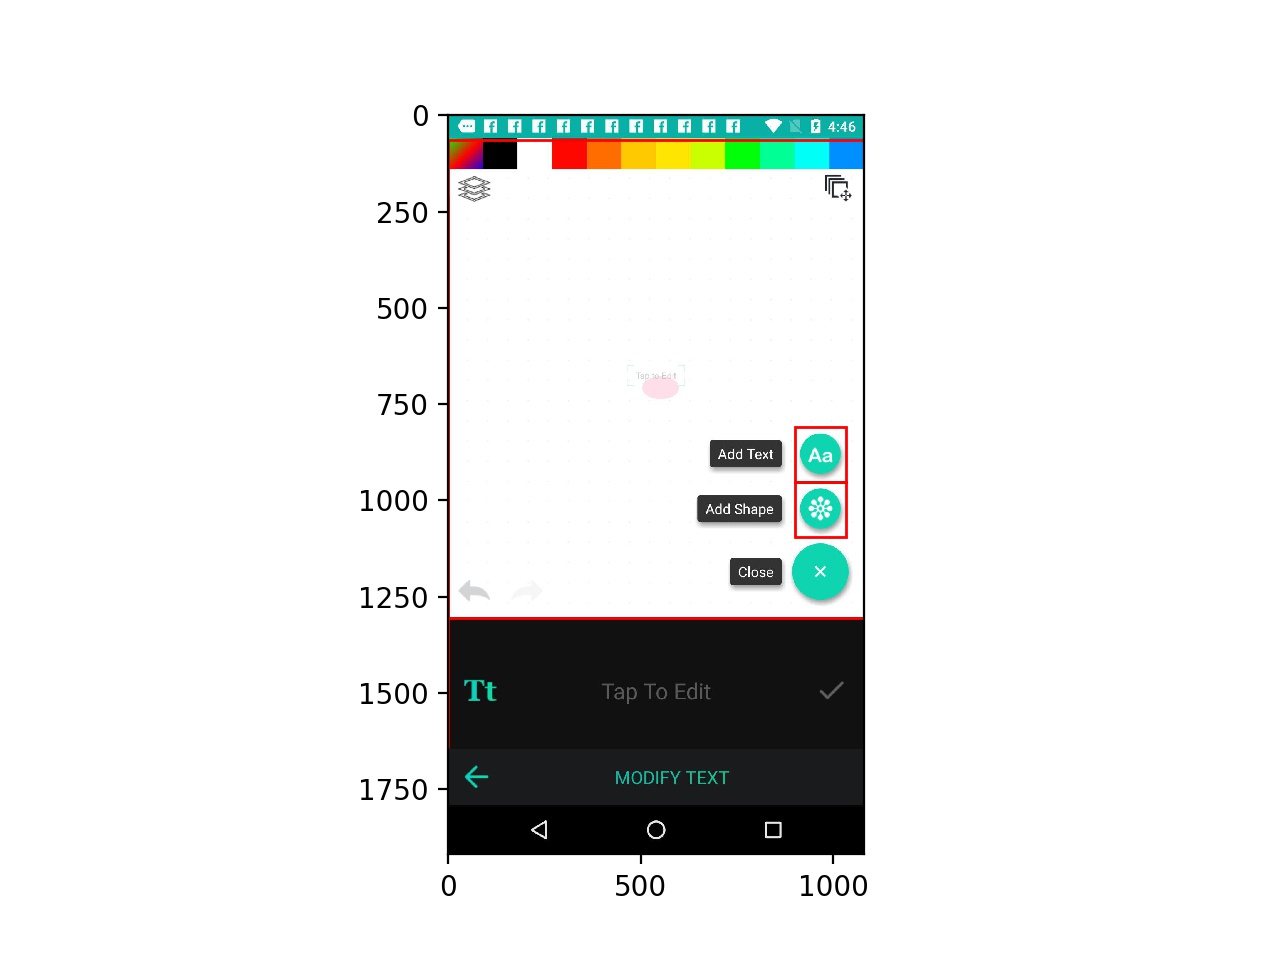 0
4:46
250
500
Tap to Edit
750
Add Text
Aa
1000
Add Shape
Close
1250
1500
Tt
Tap To Edit
MODIFY TEXT
1750
0
500
1000